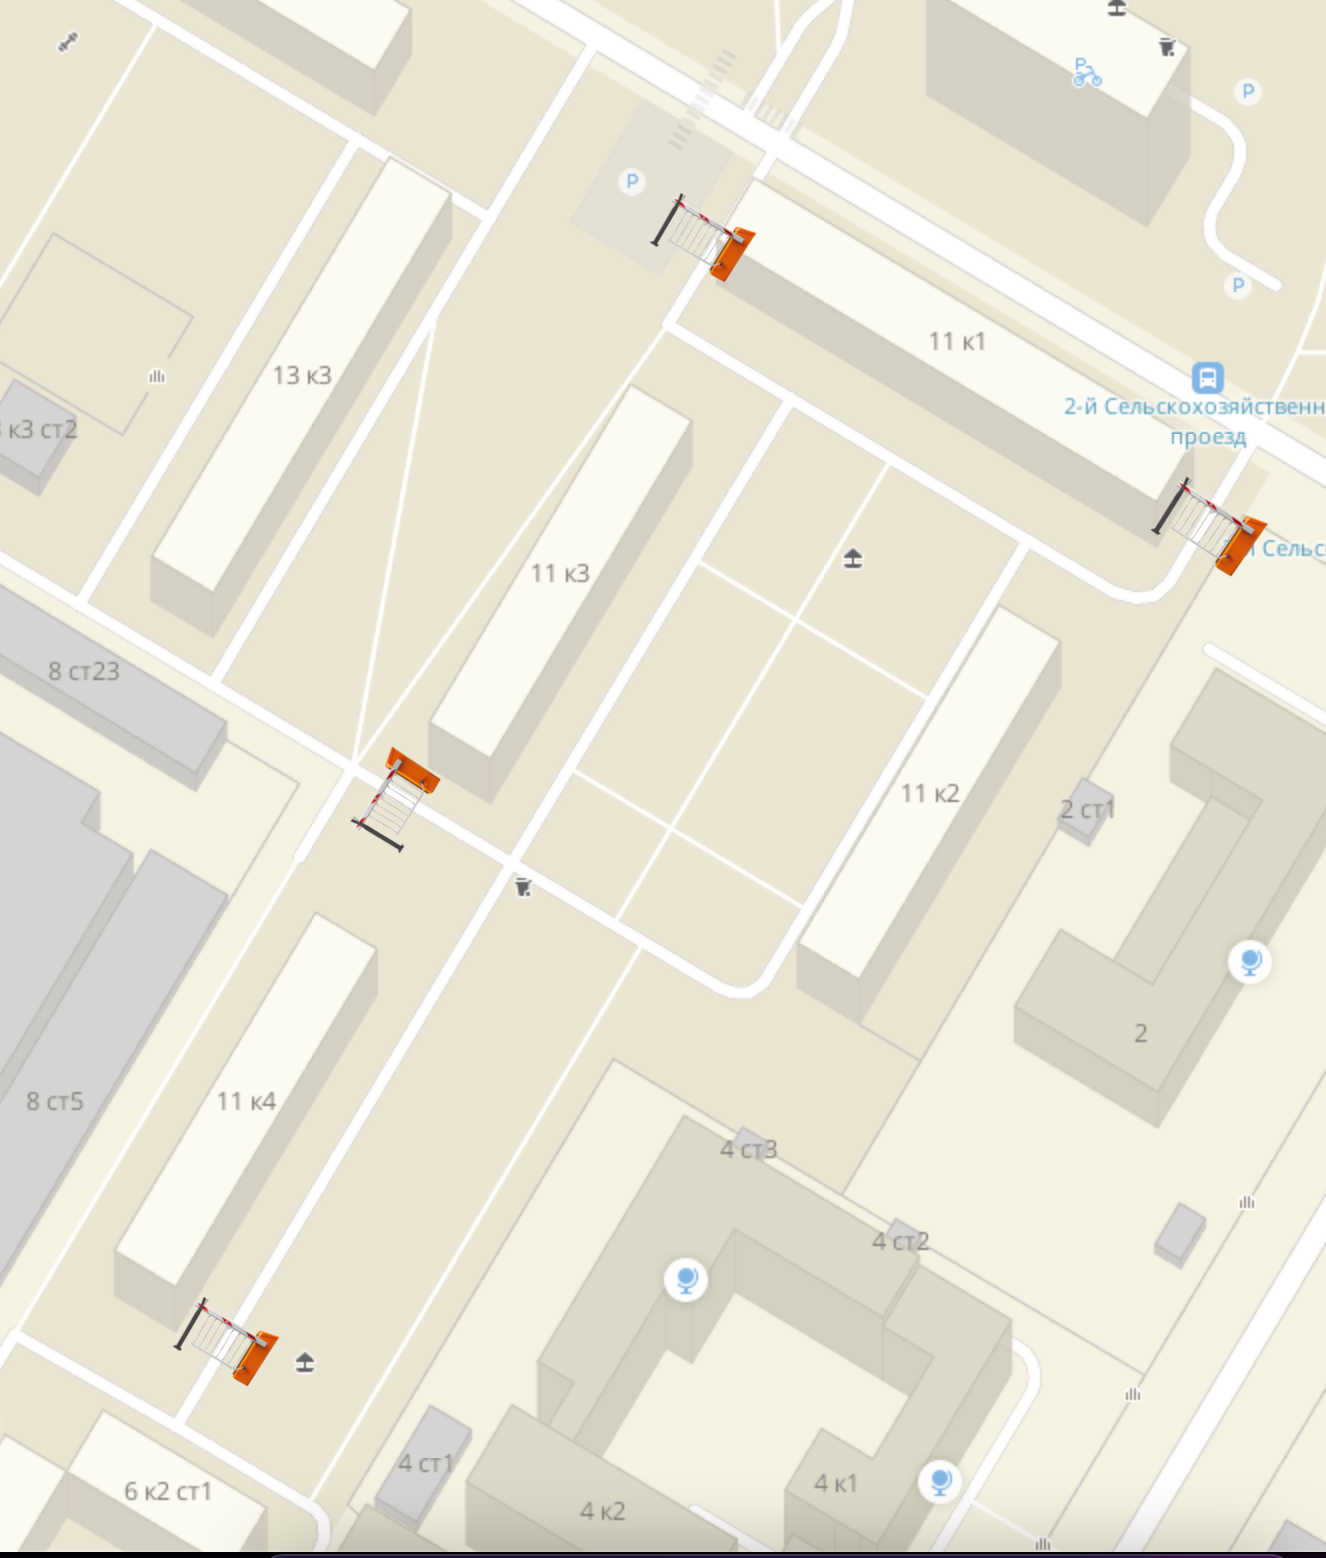 P
P
P
P
11 к1
2-й Сельскохозяйственн
проезд
13 к3
к3 ст2
11 к3
й Сельс
8 ст23
11 к2
2 ст1
2
11 к4
8 ст5
4 ст3
4 ст2
4 ст1
4 к1
6 к2 ст1
4 к2